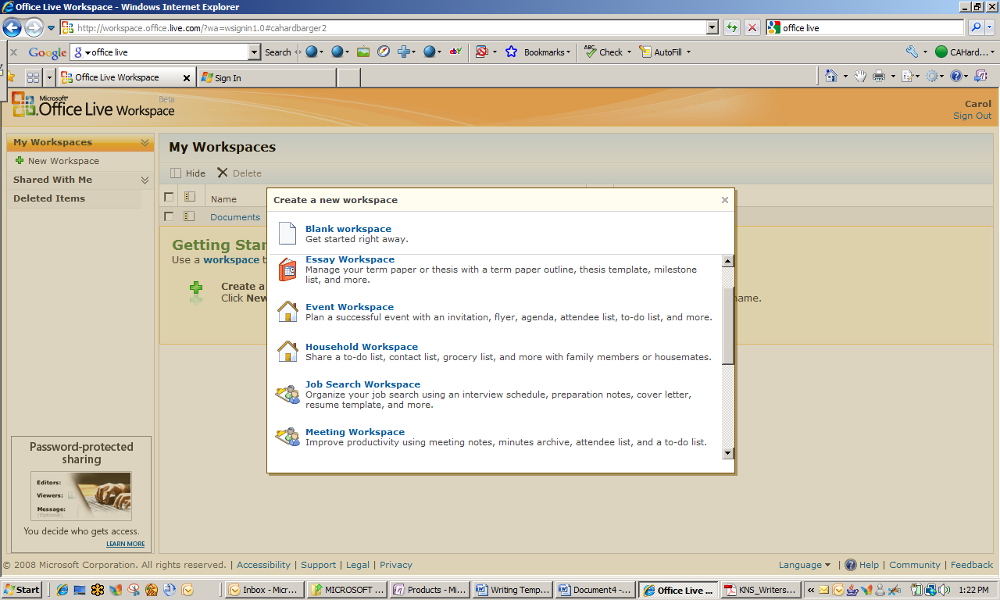 Office Live Workspace - Windows Internet Explorer
http://workspace.office.live.com/?wa=wsignin1.0#cahardbarger2
office live
Google
office live
Search
Bookmarks
Check
AutoFill
CAHard...
Office Live Workspace
Sign In
Microsoft®
Office Live Workspace
Beta
Carol
Sign Out
My Workspaces
New Workspace
Shared With Me
Deleted Items
My Workspaces
Hide
Delete
Name
Documents
Getting Star
Use a workspace t
Create a
Click New
name.
Create a new workspace
Blank workspace
Get started right away.
Essay Workspace
Manage your term paper or thesis with a term paper outline, thesis template, milestone
list, and more.
Event Workspace
Plan a successful event with an invitation, flyer, agenda, attendee list, to-do list, and more.
Household Workspace
Share a to-do list, contact list, grocery list, and more with family members or housemates.
Job Search Workspace
Organize your job search using an interview schedule, preparation notes, cover letter,
resume template, and more.
Meeting Workspace
Improve productivity using meeting notes, minutes archive, attendee list, and a to-do list.
Password-protected
sharing
Editors:
Viewers:
Message:
(Optional)
You decide who gets access.
LEARN MORE
© 2008 Microsoft Corporation. All rights reserved. | Accessibility | Support | Legal | Privacy
Language | Help | Community | Feedback
Start
Inbox - Micr...
MICROSOFT ...
Products - Mi...
Writing Temp...
Document4 - ...
Office Live ...
KNS_Writers...
1:22 PM